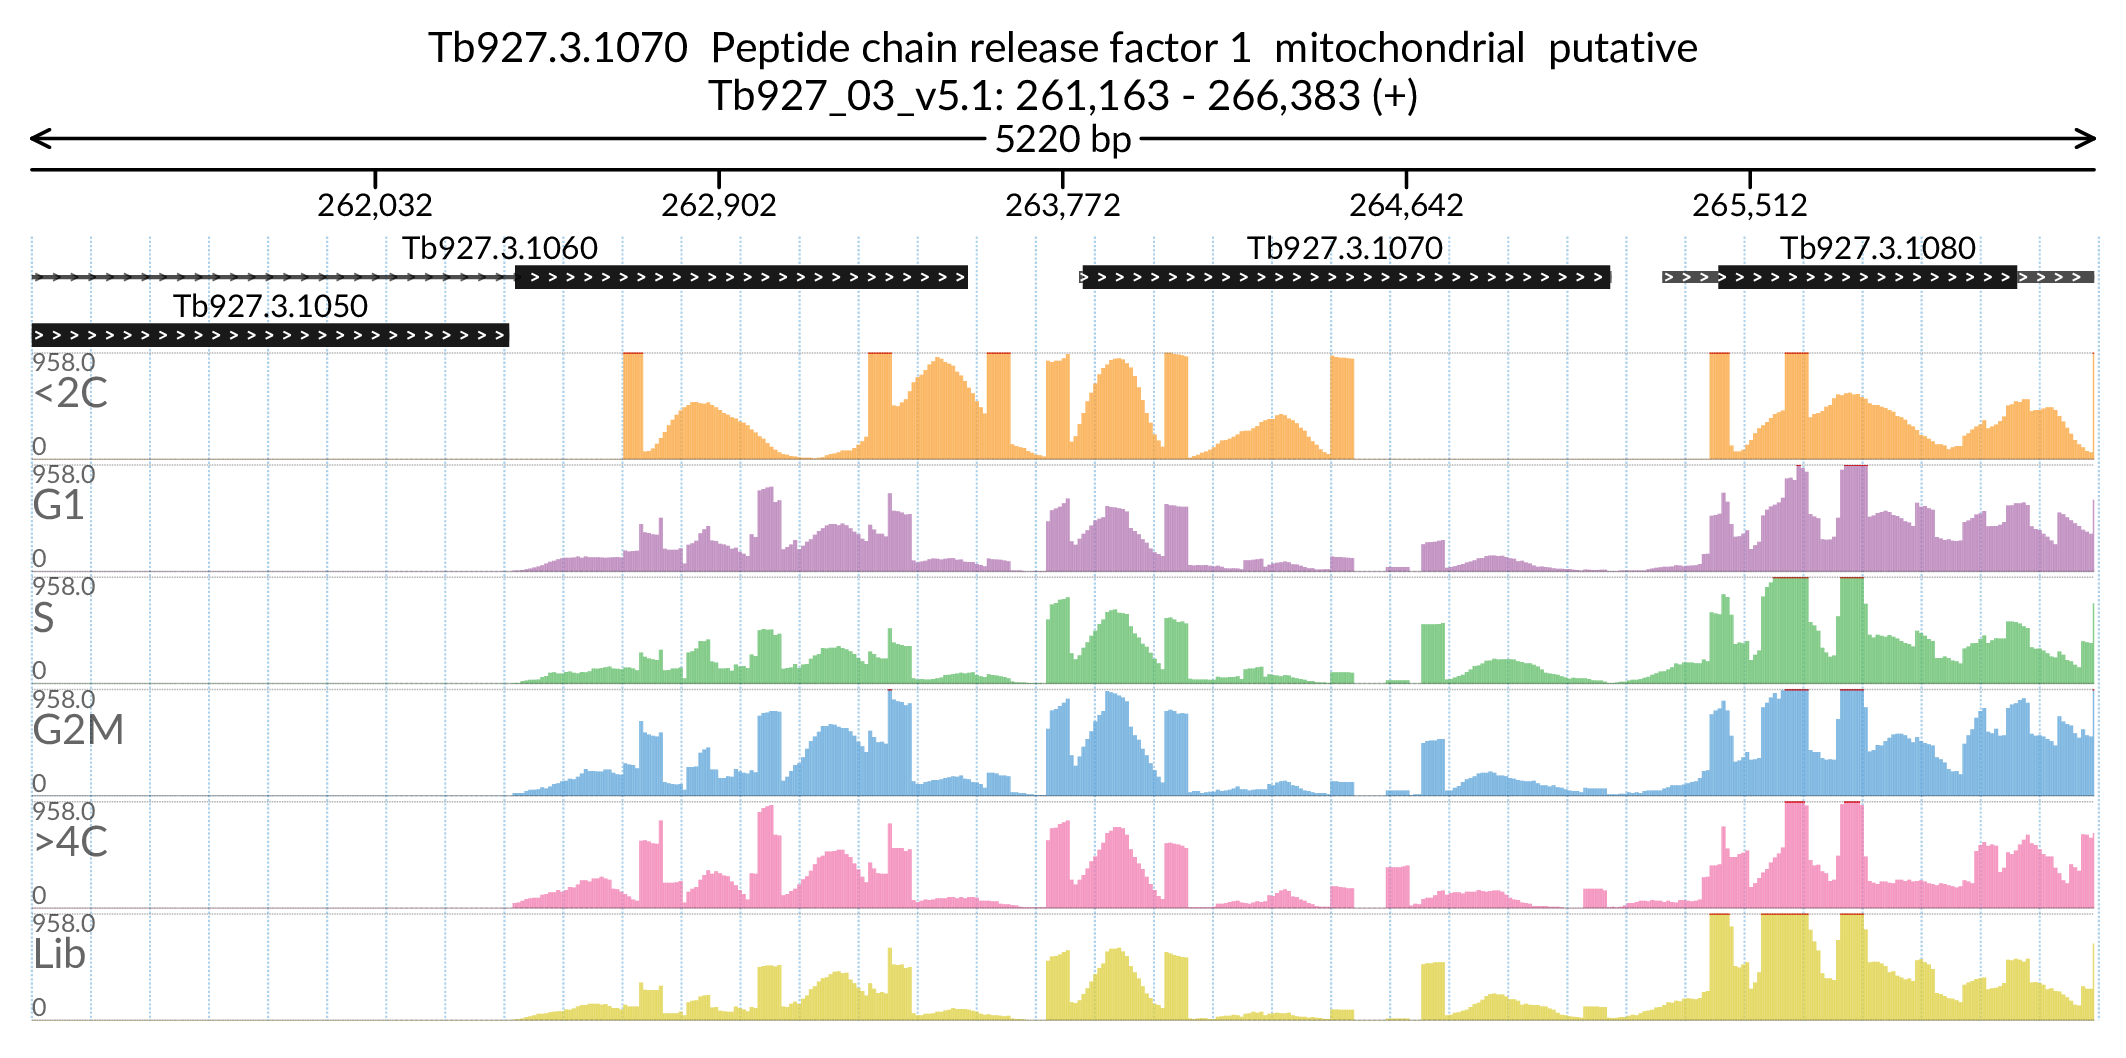 Tb927.3.1070  Peptide chain release factor 1  mitochondrial  putative
Tb927_03_v5.1: 261,163 - 266,383 (+)
5220 bp
262,032 262,902 263,772 264,642 265,512
Tb927.3.1060 Tb927.3.1070 Tb927.3.1080
Tb927.3.1050
958.0
<2C
0
958.0
G1
0
958.0
S
0
958.0
G2M
0
958.0
>4C
0
958.0
Lib
0